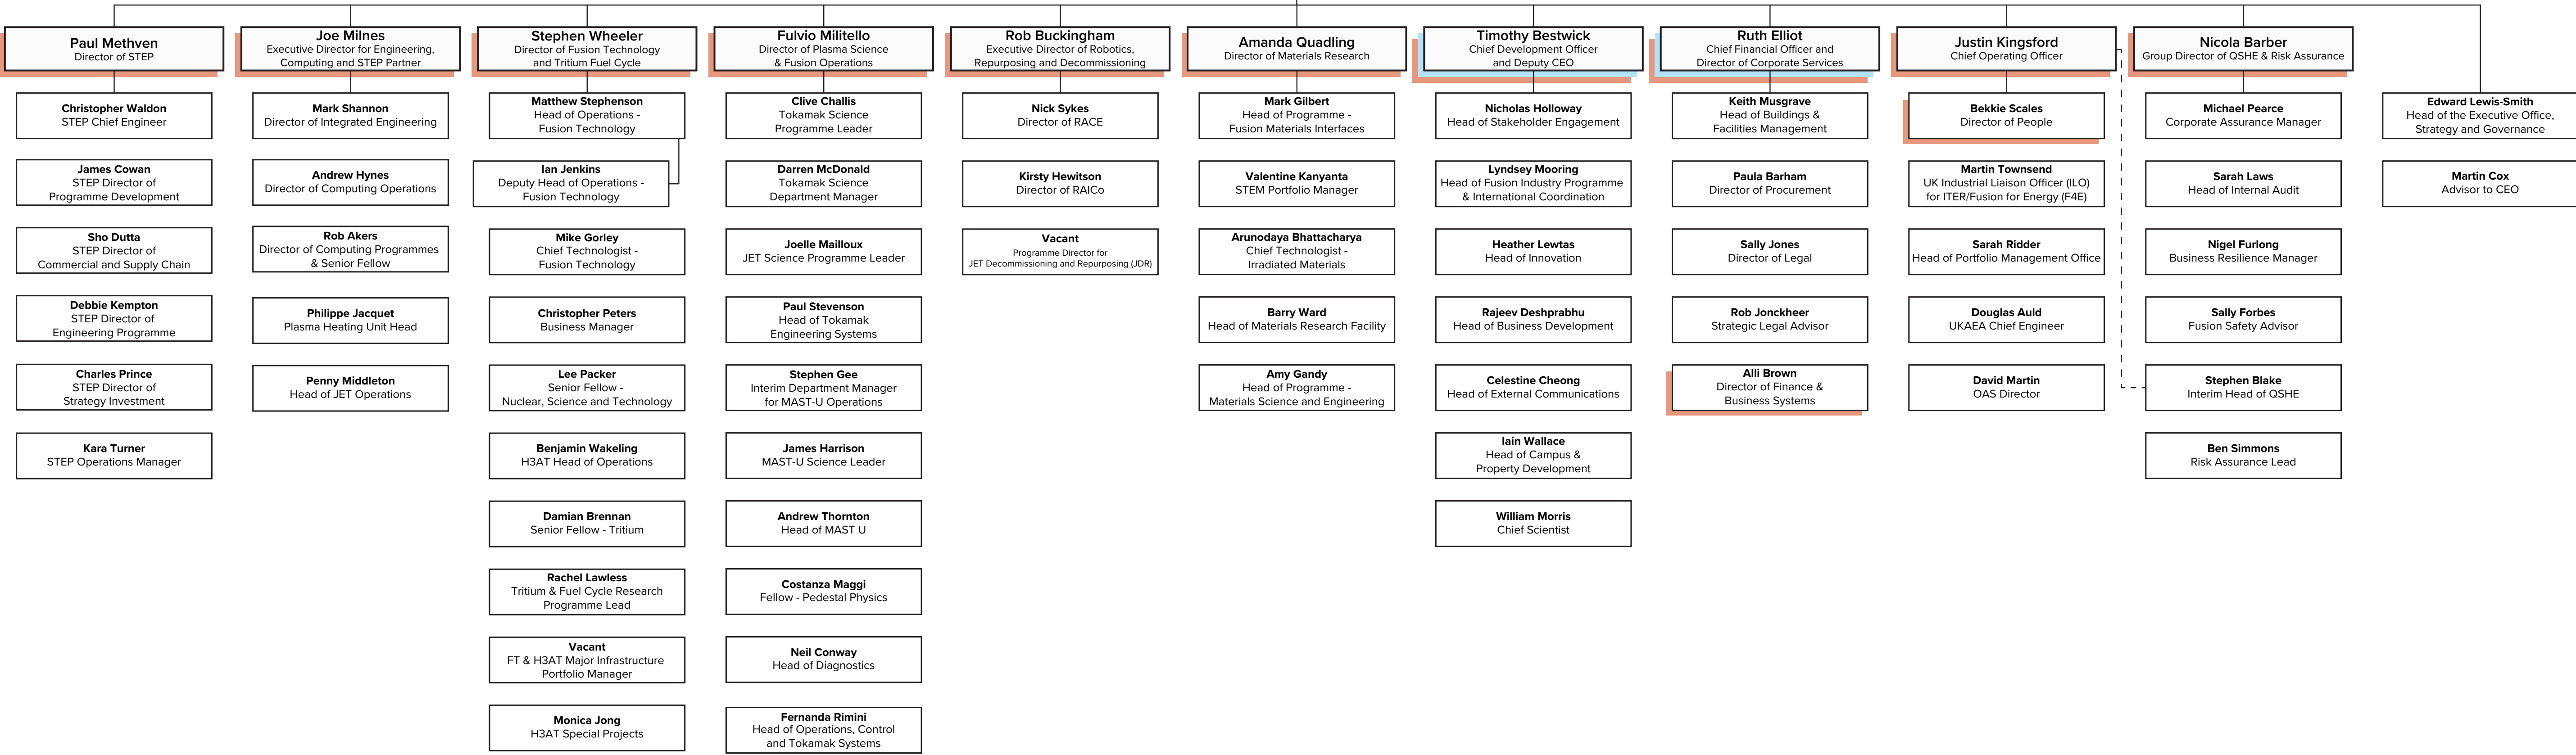 Paul Methven
Director of STEP
Joe Milnes
Executive Director for Engineering,
Computing and STEP Partner
Stephen Wheeler
Director of Fusion Technology
and Tritium Fuel Cycle
Fulvio Militello
Director of Plasma Science
& Fusion Operations
Rob Buckingham
Executive Director of Robotics,
Repurposing and Decommissioning
Amanda Quadling
Director of Materials Research
Timothy Bestwick
Chief Development Officer
and Deputy CEO
Ruth Elliot
Chief Financial Officer and
Director of Corporate Services
Justin Kingsford
Chief Operating Officer
Nicola Barber
Group Director of QSHE & Risk Assurance
Christopher Waldon
STEP Chief Engineer
James Cowan
STEP Director of
Programme Development
Sho Dutta
STEP Director of
Commercial and Supply Chain
Debbie Kempton
STEP Director of
Engineering Programme
Charles Prince
STEP Director of
Strategy Investment
Kara Turner
STEP Operations Manager
Mark Shannon
Director of Integrated Engineering
Andrew Hynes
Director of Computing Operations
Rob Akers
Director of Computing Programmes
& Senior Fellow
Philippe Jacquet
Plasma Heating Unit Head
Penny Middleton
Head of JET Operations
Matthew Stephenson
Head of Operations -
Fusion Technology
Ian Jenkins
Deputy Head of Operations -
Fusion Technology
Mike Gorley
Chief Technologist -
Fusion Technology
Christopher Peters
Business Manager
Lee Packer
Senior Fellow -
Nuclear, Science and Technology
Benjamin Wakeling
H3AT Head of Operations
Damian Brennan
Senior Fellow - Tritium
Rachel Lawless
Tritium & Fuel Cycle Research
Programme Lead
Vacant
FT & H3AT Major Infrastructure
Portfolio Manager
Monica Jong
H3AT Special Projects
Clive Challis
Tokamak Science
Programme Leader
Darren McDonald
Tokamak Science
Department Manager
Joelle Mailloux
JET Science Programme Leader
Paul Stevenson
Head of Tokamak
Engineering Systems
Stephen Gee
Interim Department Manager
for MAST-U Operations
James Harrison
MAST-U Science Leader
Andrew Thornton
Head of MAST U
Costanza Maggi
Fellow - Pedestal Physics
Neil Conway
Head of Diagnostics
Fernanda Rimini
Head of Operations, Control
and Tokamak Systems
Nick Sykes
Director of RACE
Kirsty Hewitson
Director of RAICo
Vacant
Programme Director for
JET Decommissioning and Repurposing (JDR)
Mark Gilbert
Head of Programme -
Fusion Materials Interfaces
Valentine Kanyanta
STEM Portfolio Manager
Arunodaya Bhattacharya
Chief Technologist -
Irradiated Materials
Barry Ward
Head of Materials Research Facility
Amy Gandy
Head of Programme -
Materials Science and Engineering
Nicholas Holloway
Head of Stakeholder Engagement
Lyndsey Mooring
Head of Fusion Industry Programme
& International Coordination
Heather Lewtas
Head of Innovation
Rajeev Deshprabhu
Head of Business Development
Celestine Cheong
Head of External Communications
Iain Wallace
Head of Campus &
Property Development
William Morris
Chief Scientist
Keith Musgrave
Head of Buildings &
Facilities Management
Paula Barham
Director of Procurement
Sally Jones
Director of Legal
Rob Jonckheer
Strategic Legal Advisor
Alli Brown
Director of Finance &
Business Systems
Bekkie Scales
Director of People
Martin Townsend
UK Industrial Liaison Officer (ILO)
for ITER/Fusion for Energy (F4E)
Sarah Ridder
Head of Portfolio Management Office
Douglas Auld
UKAEA Chief Engineer
David Martin
OAS Director
Michael Pearce
Corporate Assurance Manager
Sarah Laws
Head of Internal Audit
Nigel Furlong
Business Resilience Manager
Sally Forbes
Fusion Safety Advisor
Stephen Blake
Interim Head of QSHE
Ben Simmons
Risk Assurance Lead
Edward Lewis-Smith
Head of the Executive Office,
Strategy and Governance
Martin Cox
Advisor to CEO